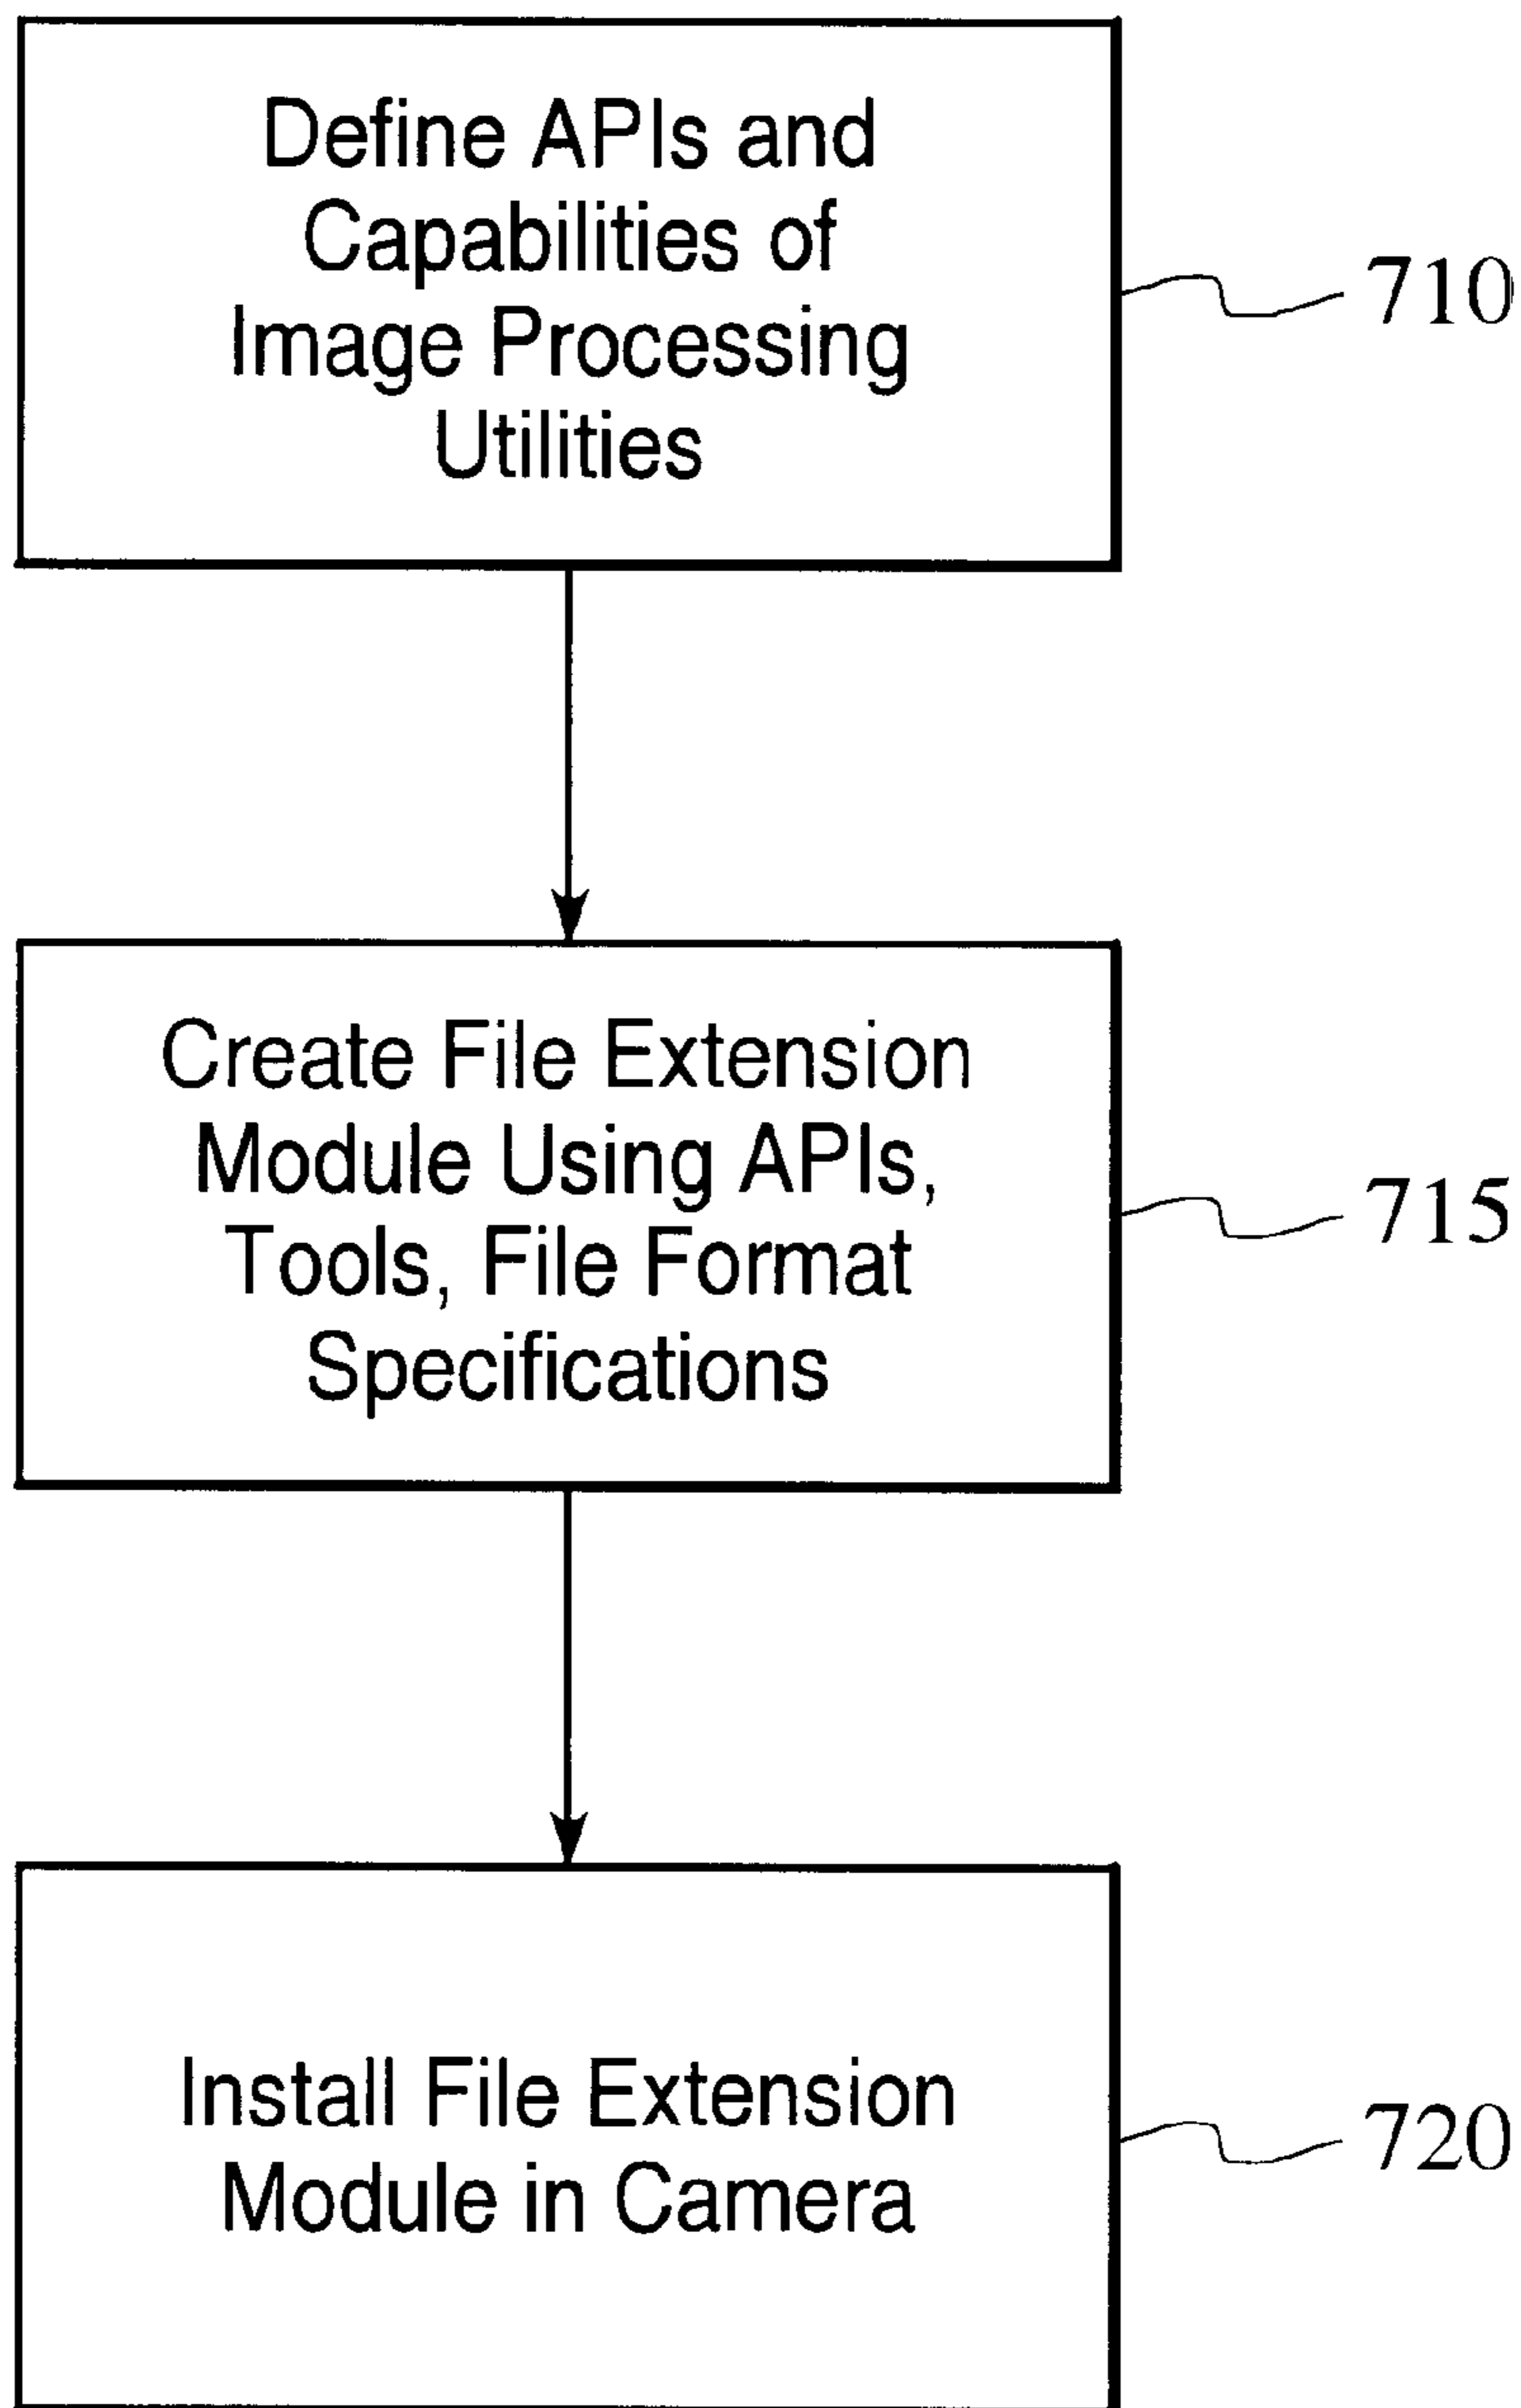 Define APIs and
Capabilities of
Image Processing
Utilities
710
Create File Extension
Module Using APIs,
Tools, File Format
Specifications
715
Install File Extension
Module in Camera
720